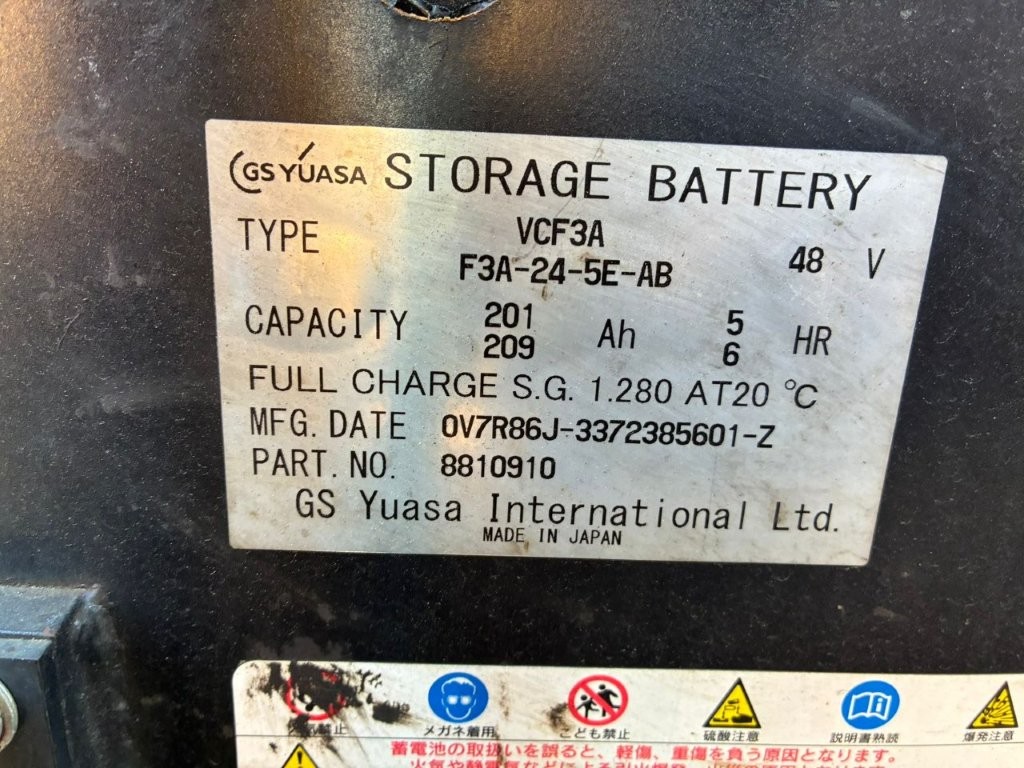 GS YUASA STORAGE BATTERY
TYPE VCF3A 48 V
F3A-24-5E-AB
CAPACITY 201 Ah 5 HR
209 6
FULL CHARGE S.G. 1.280 AT 20 ℃
MFG. DATE 0V7R86J-3372385601-Z
PART. NO. 8810910
GS Yuasa International Ltd.
MADE IN JAPAN
禁止 メガネ着用 こども禁止 硫酸注意 説明書熟読 爆発注意
蓄電池の取扱いを誤ると、軽傷、重傷を負う原因となります。